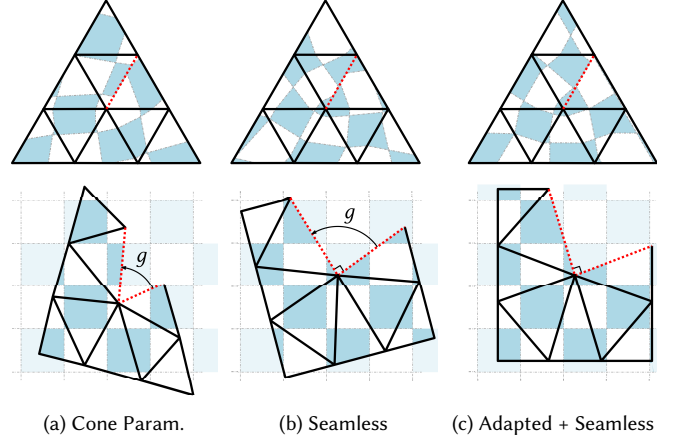 g
g
(a) Cone Param.
(b) Seamless
(c) Adapted + Seamless